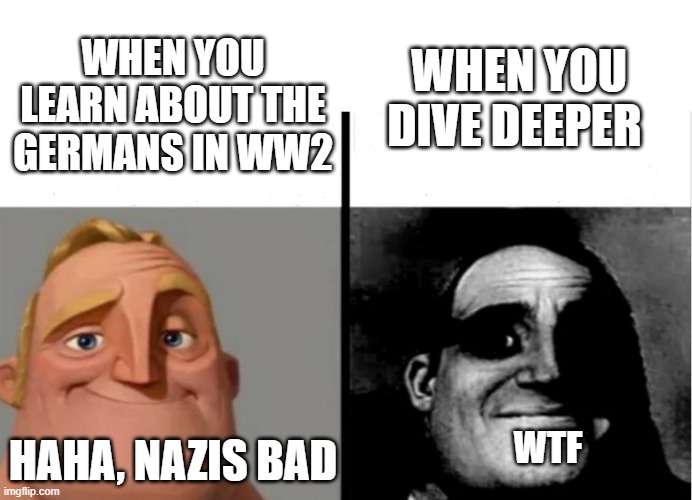 WHEN YOU
LEARN ABOUT THE
GERMANS IN WW2
WHEN YOU
DIVE DEEPER
HAHA, NAZIS BAD
WTF
imgflip.com